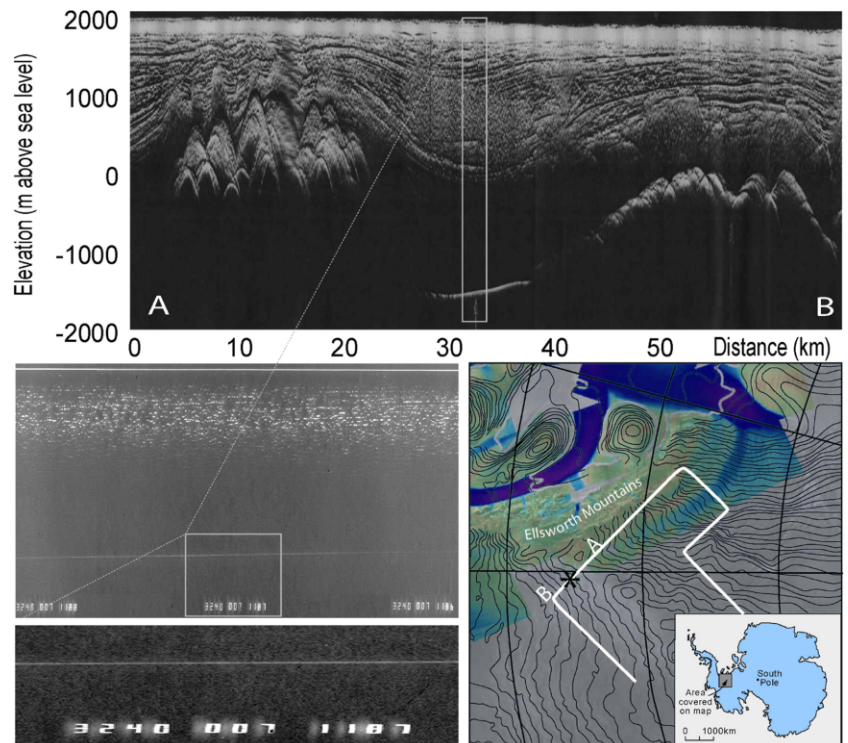 2000
1000
0
-1000
-2000
Elevation (m above sea level)
A
B
0 10 20 30 40 50 Distance (km)
3240 007 1188
3240 007 1187
3240 007 1186
3240 007 1187
Ellsworth Mountains
A
B
South
Pole
Area
covered
on map
0 1000km